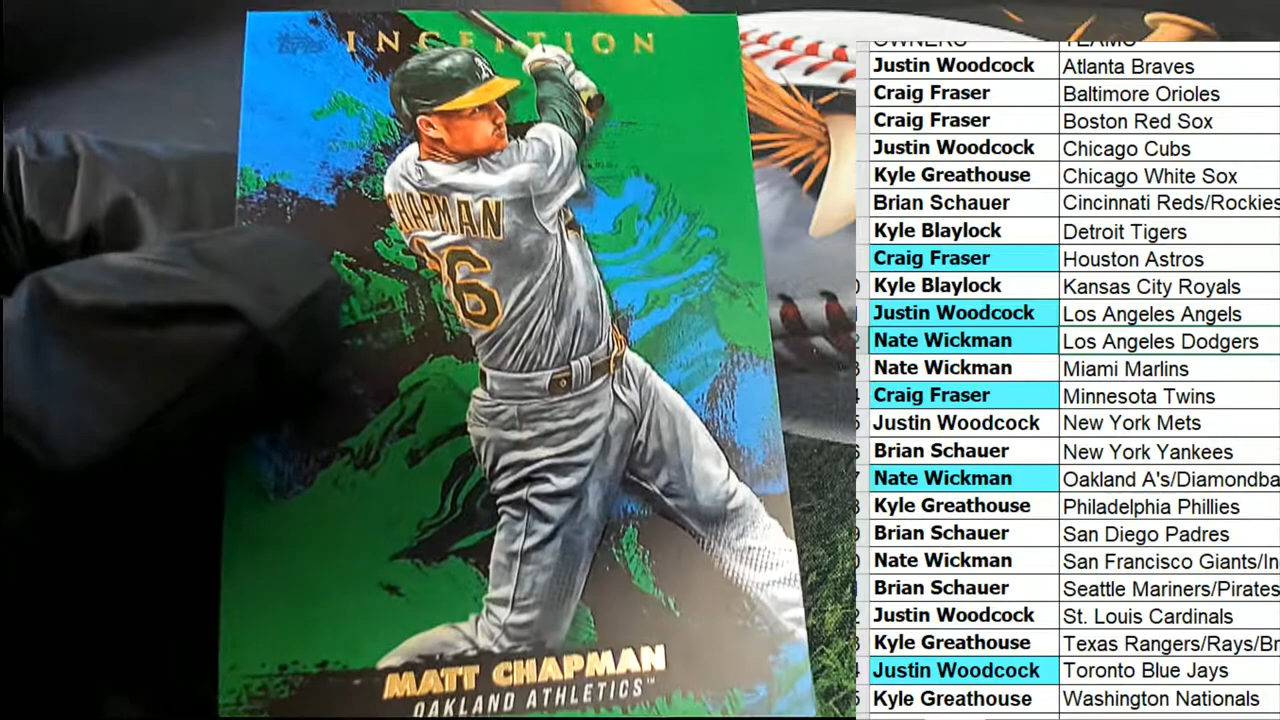 Topps
INCEPTION
CHAPMAN
26
MATT CHAPMAN
OAKLAND ATHLETICS™
OWNERS TEAMS
Justin Woodcock Atlanta Braves
Craig Fraser Baltimore Orioles
Craig Fraser Boston Red Sox
Justin Woodcock Chicago Cubs
Kyle Greathouse Chicago White Sox
Brian Schauer Cincinnati Reds/Rockies
Kyle Blaylock Detroit Tigers
Craig Fraser Houston Astros
Kyle Blaylock Kansas City Royals
Justin Woodcock Los Angeles Angels
Nate Wickman Los Angeles Dodgers
Nate Wickman Miami Marlins
Craig Fraser Minnesota Twins
Justin Woodcock New York Mets
Brian Schauer New York Yankees
Nate Wickman Oakland A's/Diamondba
Kyle Greathouse Philadelphia Phillies
Brian Schauer San Diego Padres
Nate Wickman San Francisco Giants/In
Brian Schauer Seattle Mariners/Pirates
Justin Woodcock St. Louis Cardinals
Kyle Greathouse Texas Rangers/Rays/Br
Justin Woodcock Toronto Blue Jays
Kyle Greathouse Washington Nationals